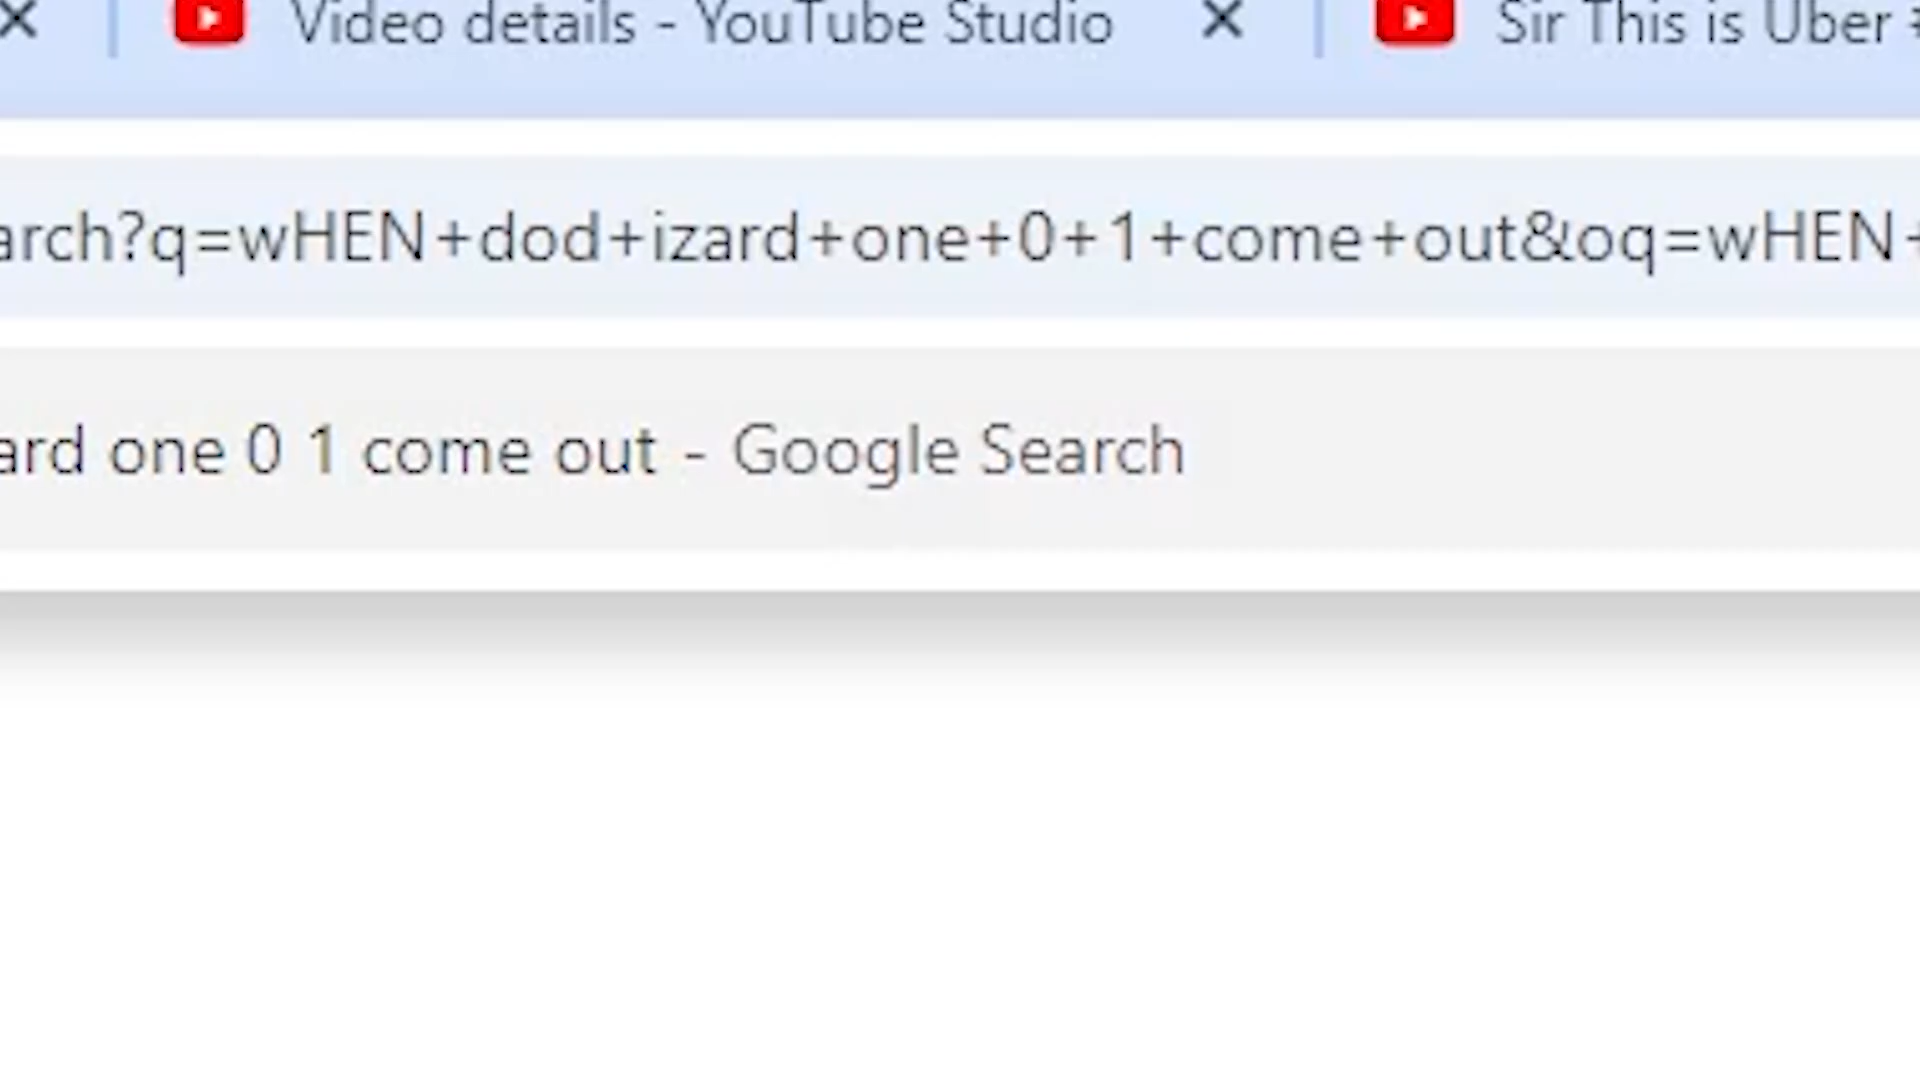 Video details - YouTube Studio
Sir This is Uber
arch?q=wHEN+dod+izard+one+0+1+come+out&oq=wHEN+
ard one 0 1 come out - Google Search